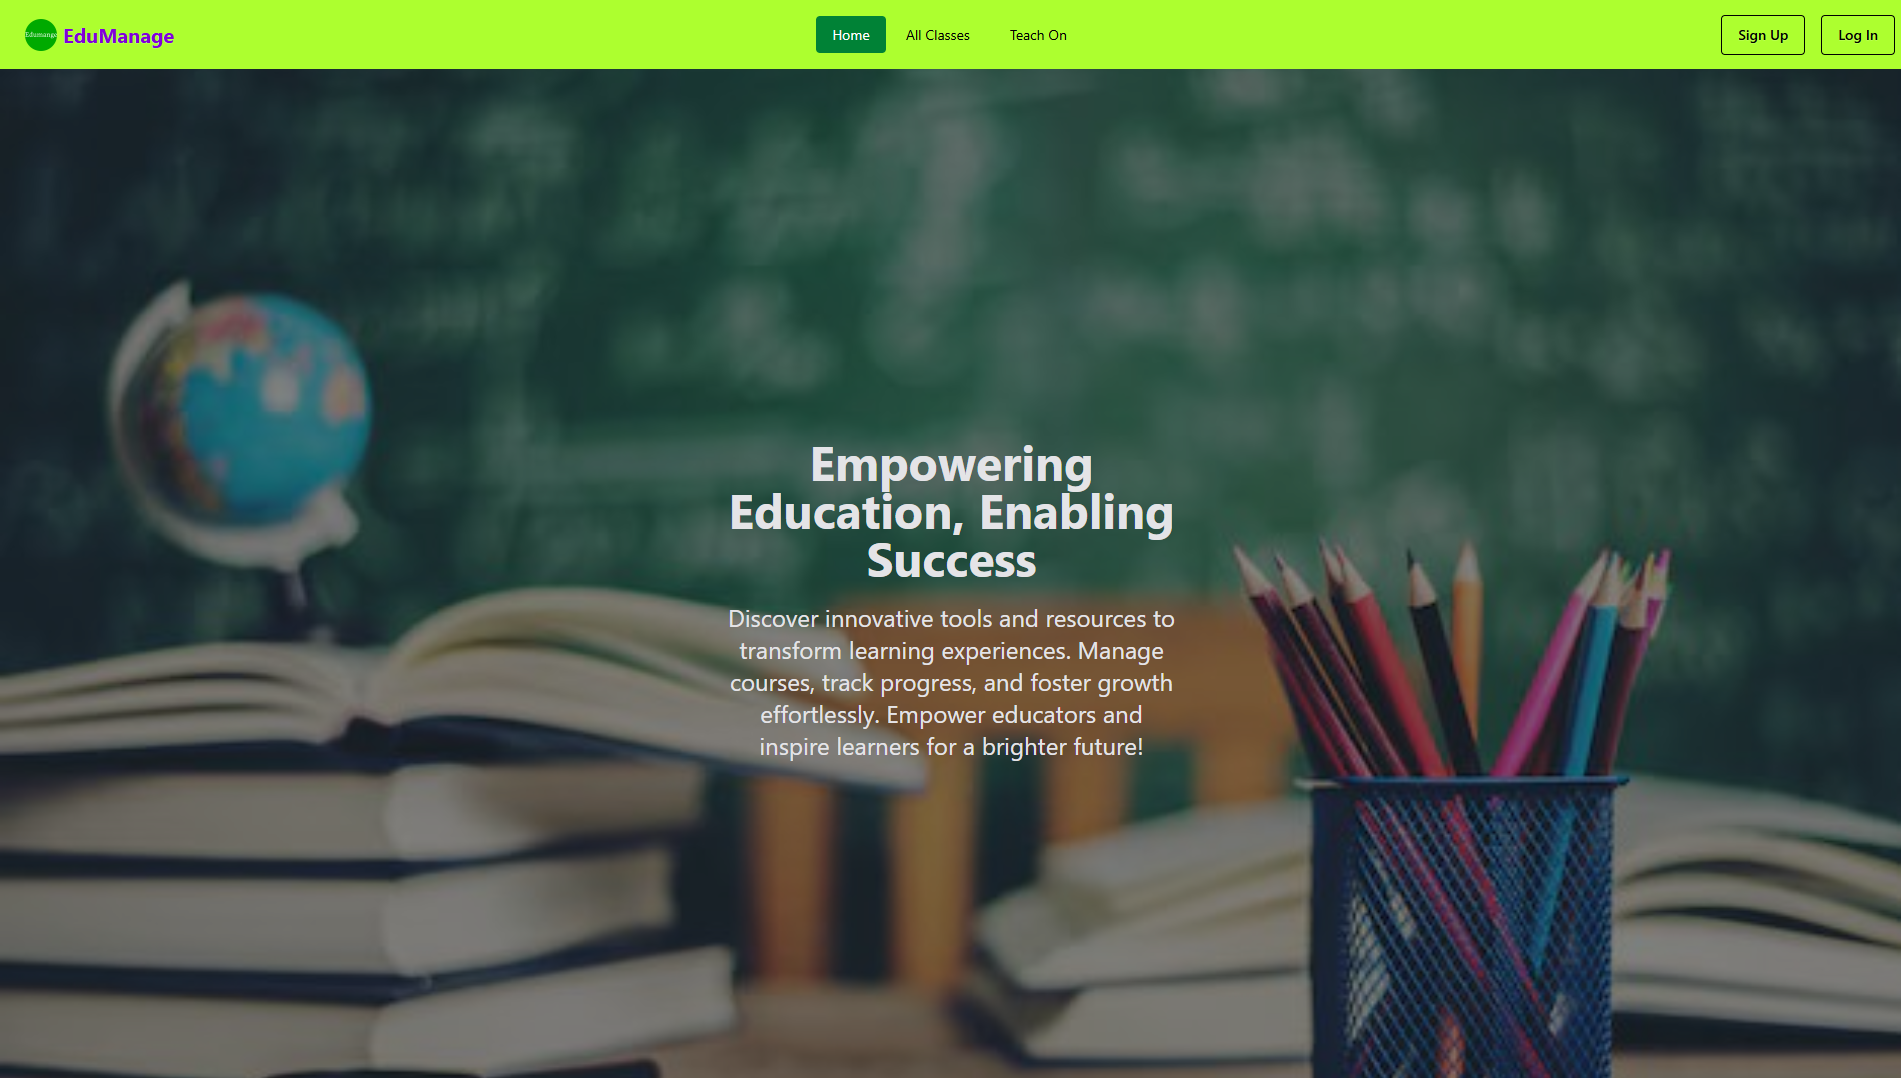 Edumange
EduManage
Home
All Classes
Teach On
Sign Up
Log In
Empowering
Education, Enabling
Success
Discover innovative tools and resources to
transform learning experiences. Manage
courses, track progress, and foster growth
effortlessly. Empower educators and
inspire learners for a brighter future!